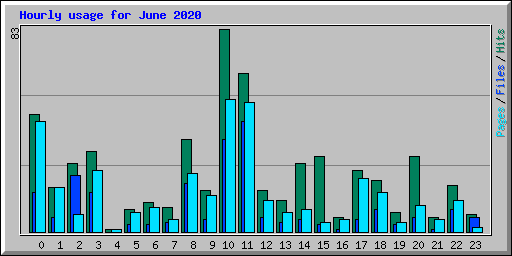 Hourly usage for June 2020
83
Pages/Files/Hits
0 1 2 3 4 5 6 7 8 9 10 11 12 13 14 15 16 17 18 19 20 21 22 23